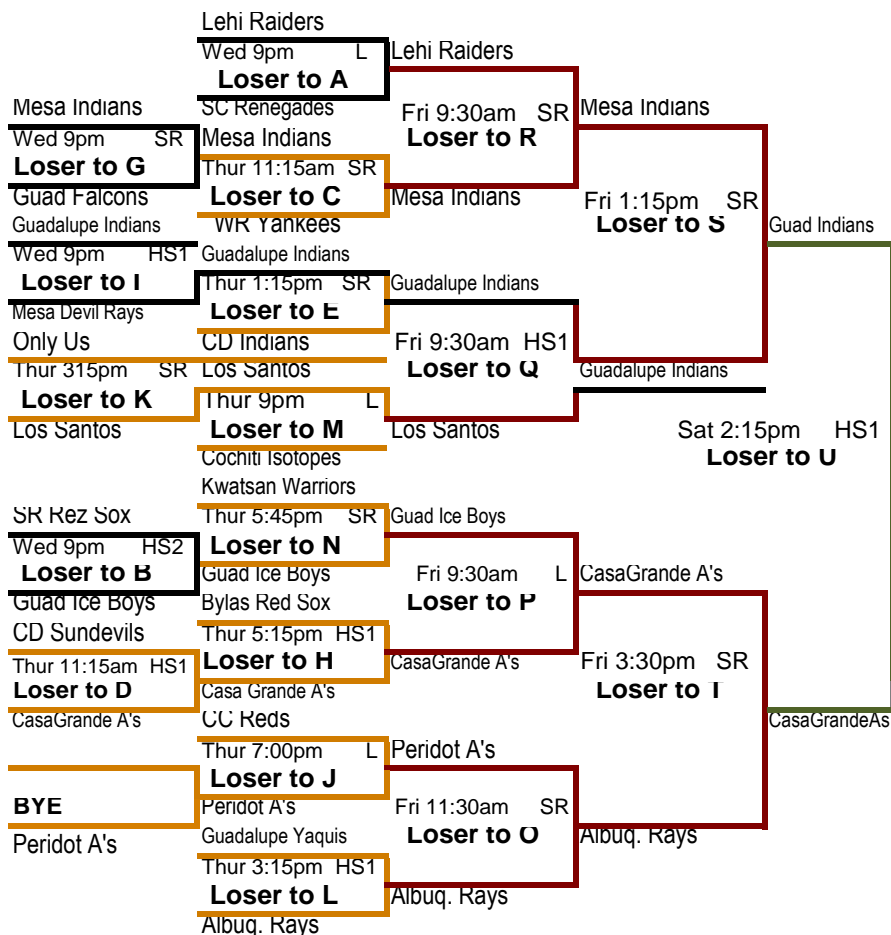 Lehi Raiders
Wed 9pm L
Loser to A
SC Renegades
Lehi Raiders
Mesa Indians
Wed 9pm SR
Loser to G
Guad Falcons
Mesa Indians
Thur 11:15am SR
Loser to C
WR Yankees
Fri 9:30am SR
Loser to R
Mesa Indians
Mesa Indians
Guadalupe Indians
Wed 9pm HS1
Loser to I
Mesa Devil Rays
Guadalupe Indians
Thur 1:15pm SR
Loser to E
CD Indians
Guadalupe Indians
Fri 1:15pm SR
Loser to S
Guad Indians
Only Us
Thur 315pm SR
Loser to K
Los Santos
Los Santos
Thur 9pm L
Loser to M
Cochiti Isotopes
Fri 9:30am HS1
Loser to Q
Los Santos
Guadalupe Indians
Sat 2:15pm HS1
Loser to U
SR Rez Sox
Wed 9pm HS2
Loser to B
Guad Ice Boys
Kwatsan Warriors
Thur 5:45pm SR
Loser to N
Guad Ice Boys
Guad Ice Boys
Fri 9:30am L
Loser to P
CasaGrande A's
CD Sundevils
Thur 11:15am HS1
Loser to D
CasaGrande A's
Bylas Red Sox
Thur 5:15pm HS1
Loser to H
Casa Grande A's
CasaGrande A's
Fri 3:30pm SR
Loser to T
CasaGrandeAs
BYE
Peridot A's
CC Reds
Thur 7:00pm L
Loser to J
Peridot A's
Peridot A's
Fri 11:30am SR
Loser to O
Albuq. Rays
Guadalupe Yaquis
Thur 3:15pm HS1
Loser to L
Albuq. Rays
Albuq. Rays